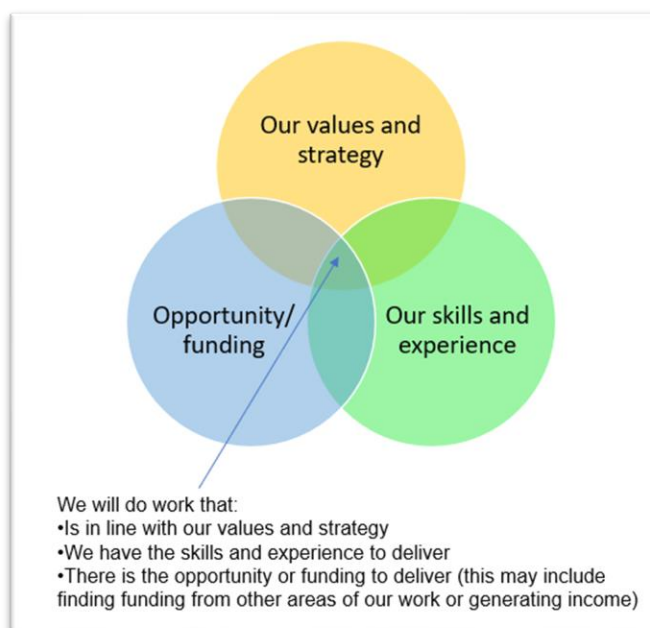 Our values and
strategy
Opportunity/
funding
Our skills and
experience
We will do work that:
•Is in line with our values and strategy
•We have the skills and experience to deliver
•There is the opportunity or funding to deliver (this may include
finding funding from other areas of our work or generating income)